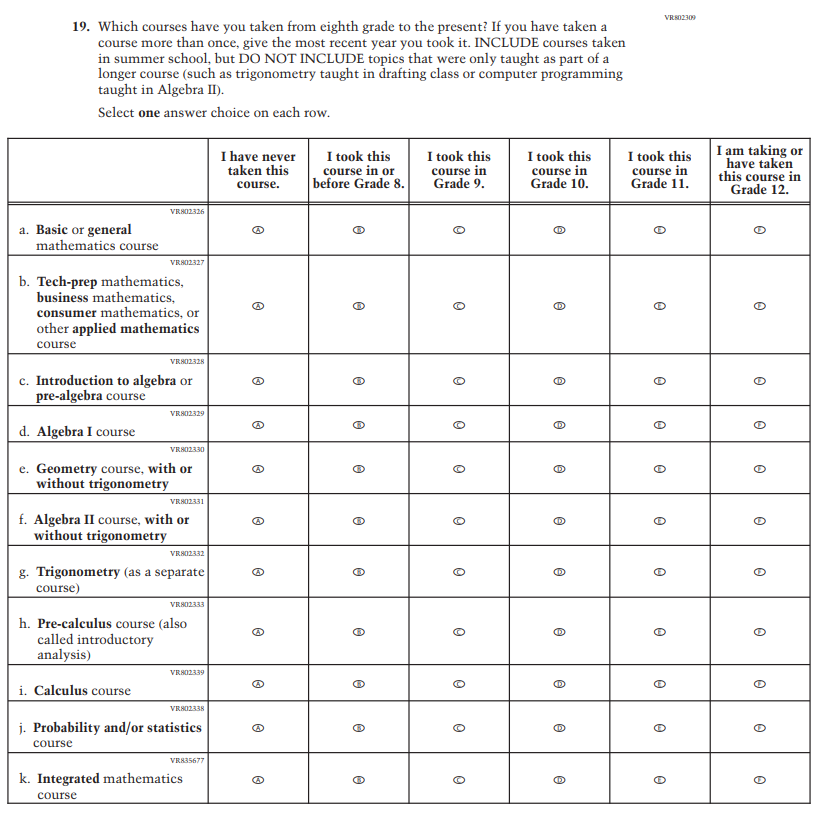 VR802309
19. Which courses have you taken from eighth grade to the present? If you have taken a
course more than once, give the most recent year you took it. INCLUDE courses taken
in summer school, but DO NOT INCLUDE topics that were only taught as part of a
longer course (such as trigonometry taught in drafting class or computer programming
taught in Algebra II).
Select one answer choice on each row.
I have never
taken this
course.
I took this
course in or
before Grade 8.
I took this
course in
Grade 9.
I took this
course in
Grade 10.
I took this
course in
Grade 11.
I am taking or
have taken
this course in
Grade 12.
VR802326
a. Basic or general
mathematics course
A B C D E F
VR802327
b. Tech-prep mathematics,
business mathematics,
consumer mathematics, or
other applied mathematics
course
A B C D E F
VR802328
c. Introduction to algebra or
pre-algebra course
A B C D E F
VR802329
d. Algebra I course
A B C D E F
VR802330
e. Geometry course, with or
without trigonometry
A B C D E F
VR802331
f. Algebra II course, with or
without trigonometry
A B C D E F
VR802332
g. Trigonometry (as a separate
course)
A B C D E F
VR802333
h. Pre-calculus course (also
called introductory
analysis)
A B C D E F
VR802339
i. Calculus course
A B C D E F
VR802338
j. Probability and/or statistics
course
A B C D E F
VR835677
k. Integrated mathematics
course
A B C D E F